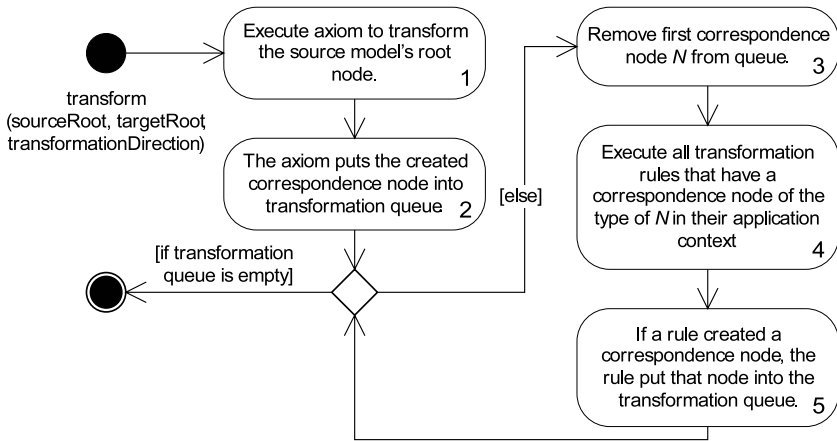 Execute axiom to transform
the source model's root
node.
1
transform
(sourceRoot, targetRoot,
transformationDirection)
The axiom puts the created
correspondence node into
transformation queue.
2
[if transformation
queue is empty]
[else]
Remove first correspondence
node N from queue.
3
Execute all transformation
rules that have a
correspondence node of the
type of N in their application
context
4
If a rule created a
correspondence node, the
rule put that node into the
transformation queue.
5